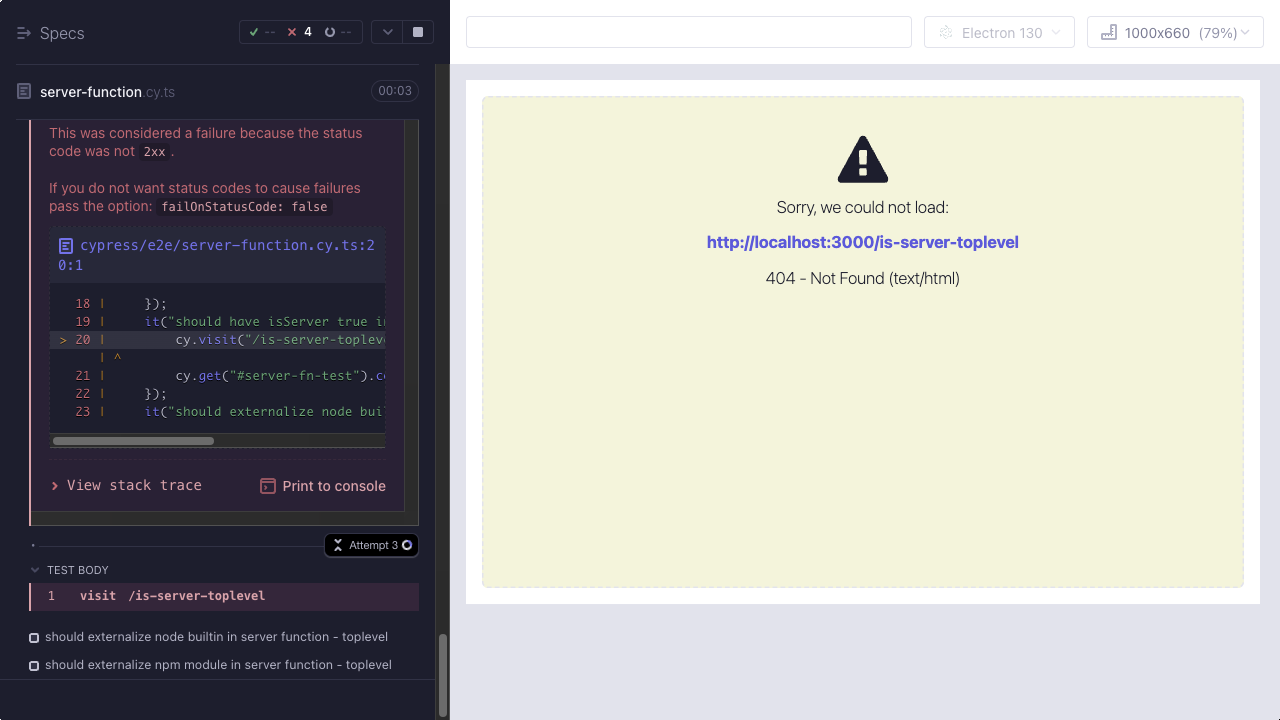 Specs
-- 4 --
Electron 130
1000x660 (79%)
server-function.cy.ts
00:03
This was considered a failure because the status
code was not 2xx .
If you do not want status codes to cause failures
pass the option: failOnStatusCode: false
cypress/e2e/server-function.cy.ts:2
0:1
18 | });
19 | it("should have isServer true in
> 20 | cy.visit("/is-server-topleve
| ^
21 | cy.get("#server-fn-test").co
22 | });
23 | it("should externalize node buil
View stack trace
Print to console
Attempt 3
TEST BODY
1 visit /is-server-toplevel
should externalize node builtin in server function - toplevel
should externalize npm module in server function - toplevel
Sorry, we could not load:
http://localhost:3000/is-server-toplevel
404 - Not Found (text/html)